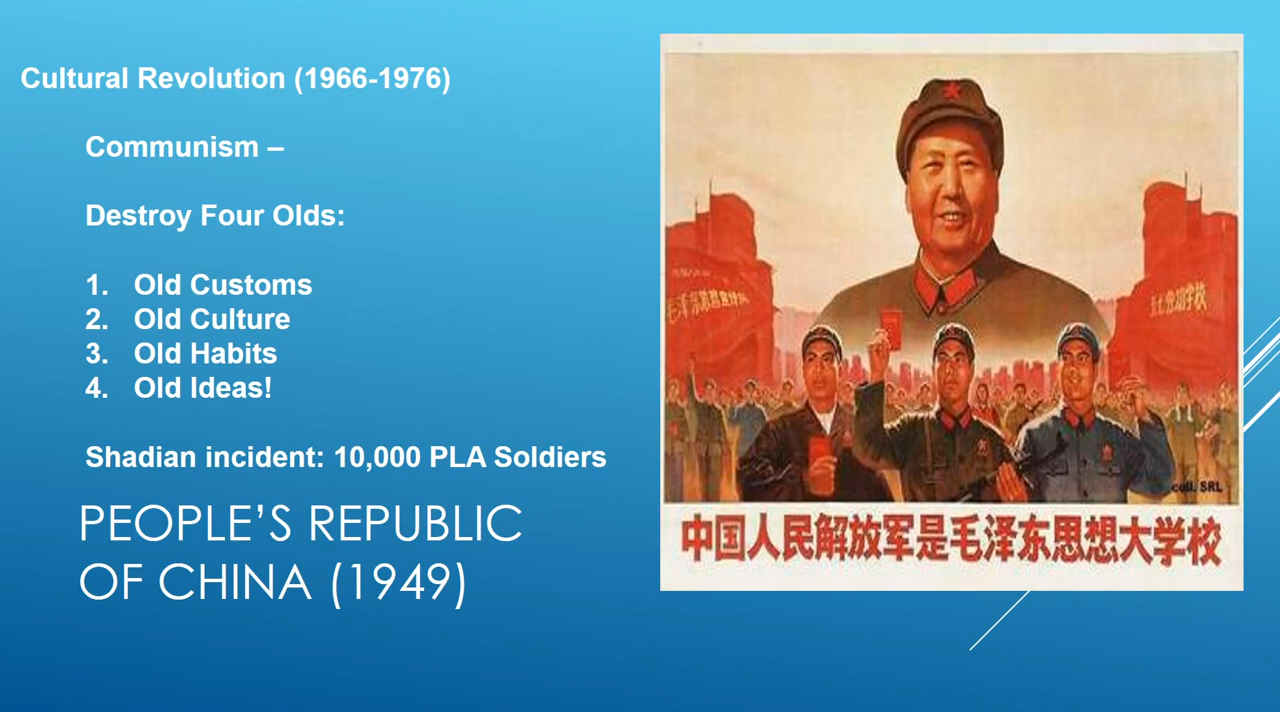 Cultural Revolution (1966-1976)
Communism –
Destroy Four Olds:
1. Old Customs
2. Old Culture
3. Old Habits
4. Old Ideas!
Shadian incident: 10,000 PLA Soldiers
PEOPLE’S REPUBLIC
OF CHINA (1949)
coll. SRL
中国人民解放军是毛泽东思想大学校